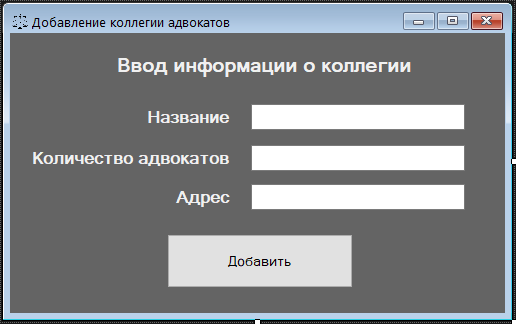 Добавление коллегии адвокатов
Ввод информации о коллегии
Название
Количество адвокатов
Адрес
Добавить